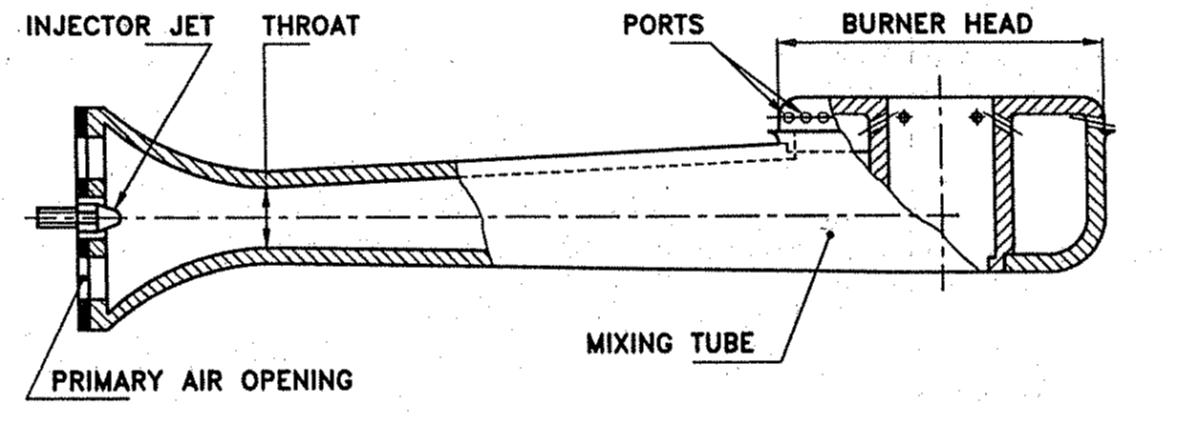 INJECTOR JET
THROAT
PORTS
BURNER HEAD
MIXING TUBE
PRIMARY AIR OPENING